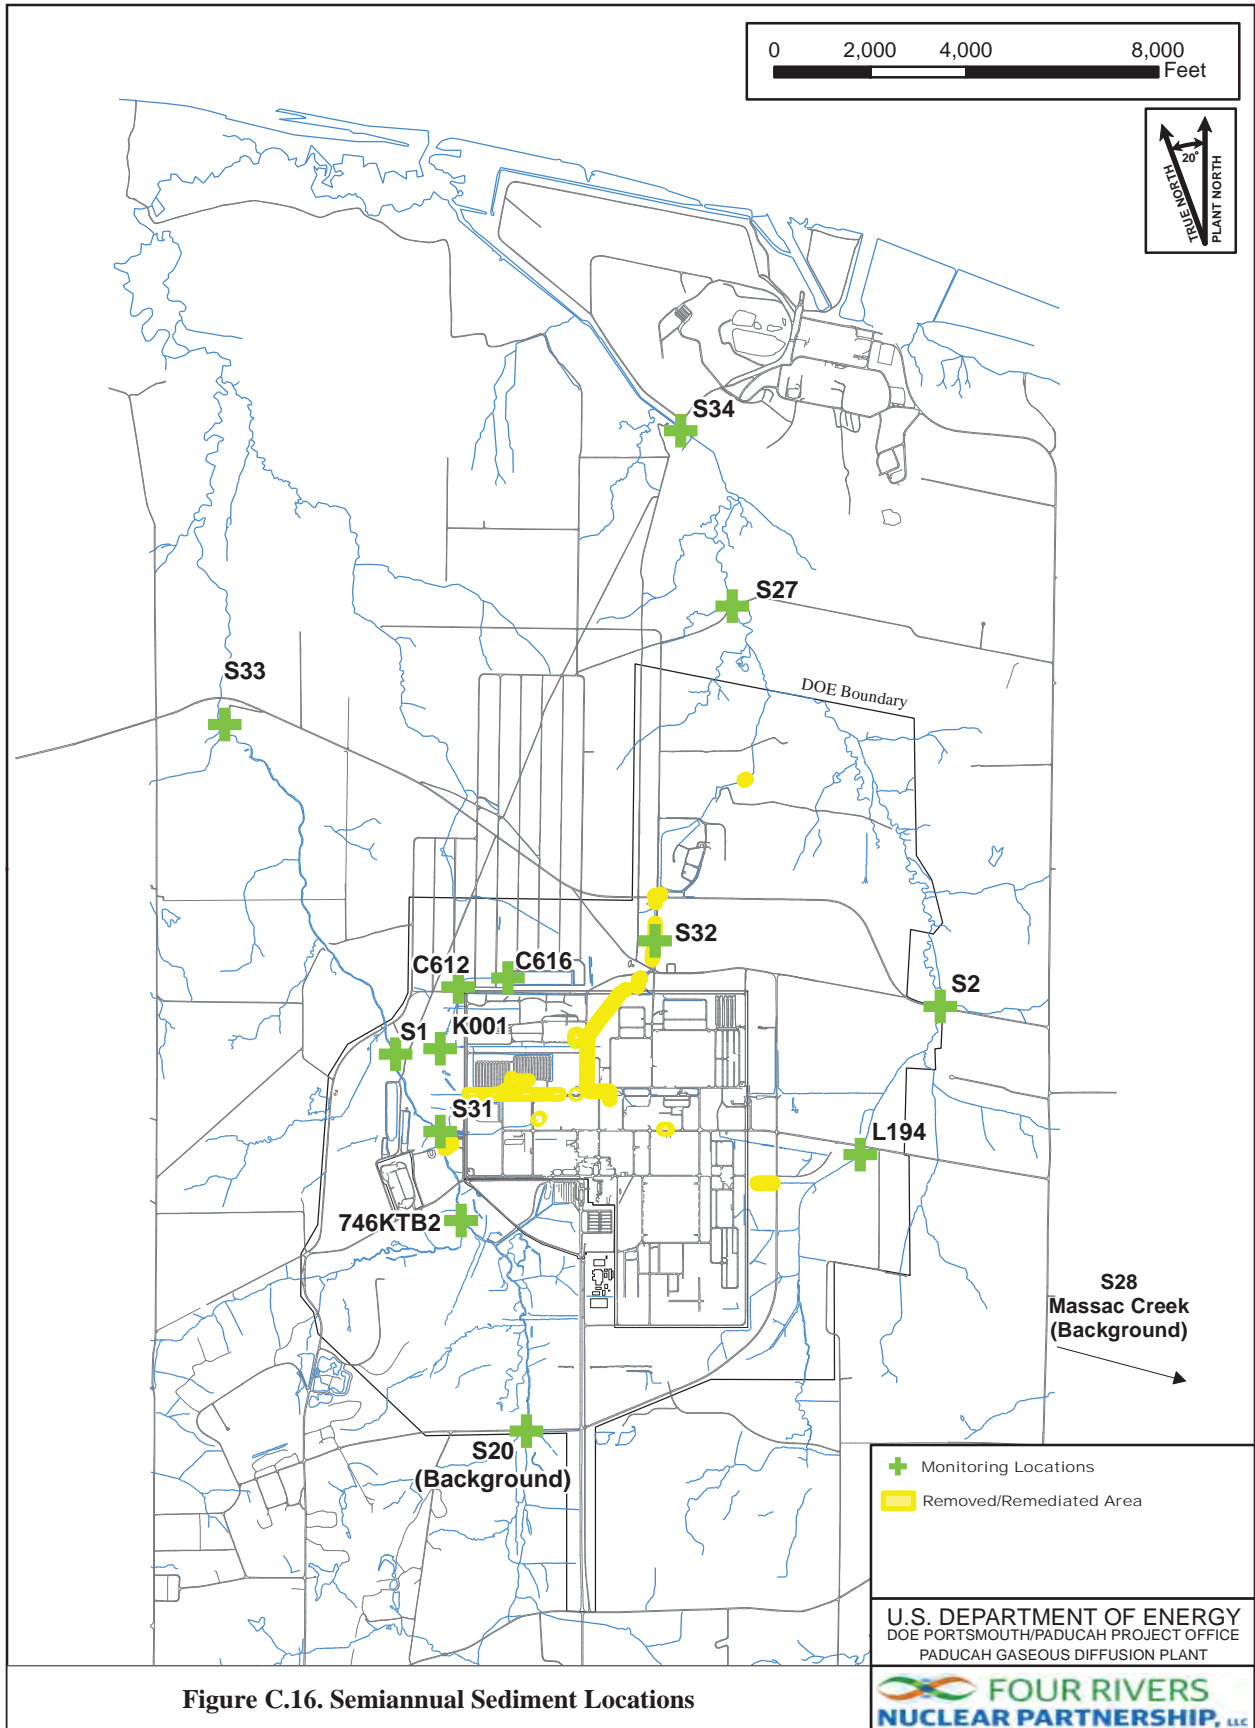 0 2,000 4,000 8,000
Feet
20°
TRUE NORTH
PLANT NORTH
S34
S27
S33
DOE Boundary
S32
C612
C616
S2
S1
K001
S31
L194
746KTB2
S28
Massac Creek
(Background)
S20
(Background)
Monitoring Locations
Removed/Remediated Area
U.S. DEPARTMENT OF ENERGY
DOE PORTSMOUTH/PADUCAH PROJECT OFFICE
PADUCAH GASEOUS DIFFUSION PLANT
FOUR RIVERS
NUCLEAR PARTNERSHIP, LLC
Figure C.16. Semiannual Sediment Locations